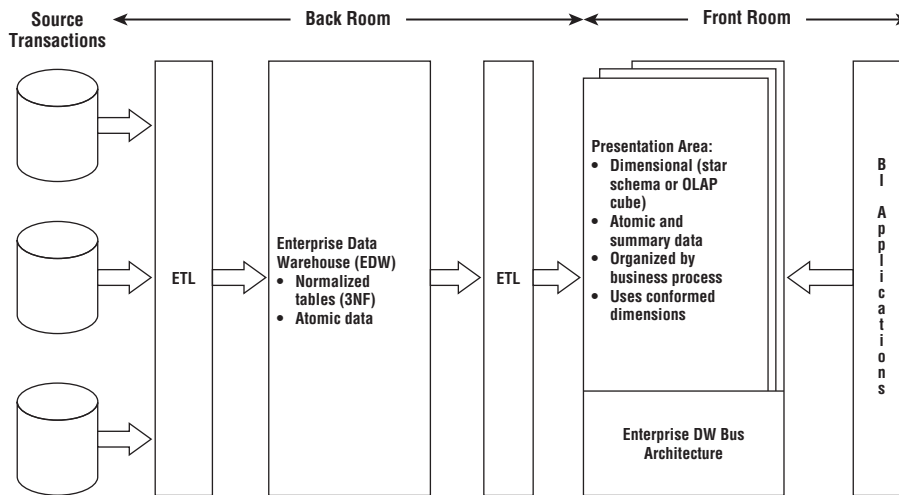 Source
Transactions
Back Room
Front Room
ETL
Enterprise Data
Warehouse (EDW)
• Normalized
tables (3NF)
• Atomic data
ETL
Presentation Area:
• Dimensional (star
schema or OLAP
cube)
• Atomic and
summary data
• Organized by
business process
• Uses conformed
dimensions
Enterprise DW Bus
Architecture
BI Applications